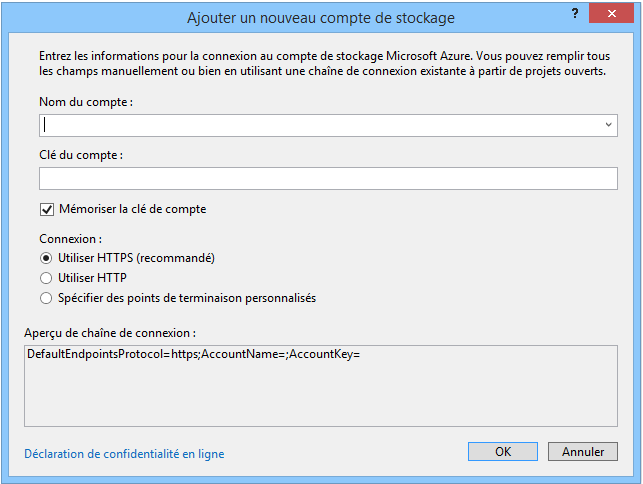 Ajouter un nouveau compte de stockage
?
Entrez les informations pour la connexion au compte de stockage Microsoft Azure. Vous pouvez remplir tous
les champs manuellement ou bien en utilisant une chaîne de connexion existante à partir de projets ouverts.
Nom du compte :
Clé du compte :
Mémoriser la clé de compte
Connexion :
Utiliser HTTPS (recommandé)
Utiliser HTTP
Spécifier des points de terminaison personnalisés
Aperçu de chaîne de connexion :
DefaultEndpointsProtocol=https;AccountName=;AccountKey=
Déclaration de confidentialité en ligne
OK
Annuler